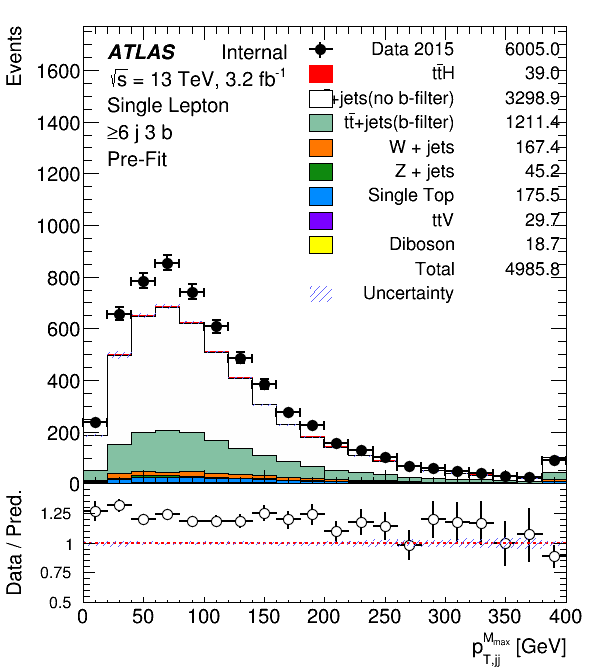 Events
1600
1400
1200
1000
800
600
400
200
0
ATLAS Internal
√s = 13 TeV, 3.2 fb⁻¹
Single Lepton
≥6 j 3 b
Pre-Fit
Data 2015 6005.0
tt̄H 39.0
+jets(no b-filter) 3298.9
tt̄+jets(b-filter) 1211.4
W + jets 167.4
Z + jets 45.2
Single Top 175.5
ttV 29.7
Diboson 18.7
Total 4985.8
Uncertainty
Data / Pred.
1.25
1
0.75
0.5
0 50 100 150 200 250 300 350 400
p_{T,jj}^{M_{max}} [GeV]